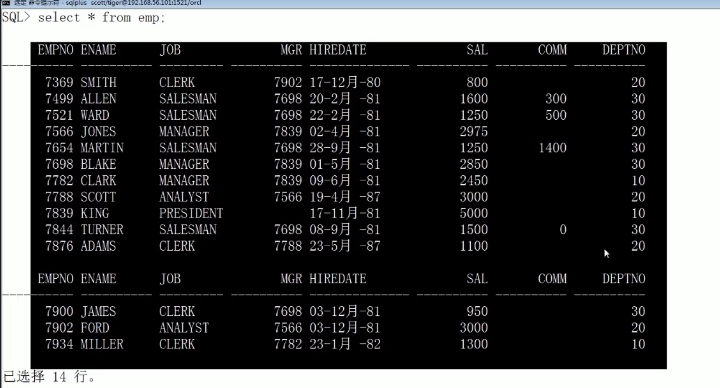 选定 命令提示符 - sqlplus scott/tiger@192.168.56.101:1521/orcl
SQL> select * from emp;
EMPNO ENAME JOB MGR HIREDATE SAL COMM DEPTNO
7369 SMITH CLERK 7902 17-12月-80 800 20
7499 ALLEN SALESMAN 7698 20-2月 -81 1600 300 30
7521 WARD SALESMAN 7698 22-2月 -81 1250 500 30
7566 JONES MANAGER 7839 02-4月 -81 2975 20
7654 MARTIN SALESMAN 7698 28-9月 -81 1250 1400 30
7698 BLAKE MANAGER 7839 01-5月 -81 2850 30
7782 CLARK MANAGER 7839 09-6月 -81 2450 10
7788 SCOTT ANALYST 7566 19-4月 -87 3000 20
7839 KING PRESIDENT 17-11月-81 5000 10
7844 TURNER SALESMAN 7698 08-9月 -81 1500 0 30
7876 ADAMS CLERK 7788 23-5月 -87 1100 20
EMPNO ENAME JOB MGR HIREDATE SAL COMM DEPTNO
7900 JAMES CLERK 7698 03-12月-81 950 30
7902 FORD ANALYST 7566 03-12月-81 3000 20
7934 MILLER CLERK 7782 23-1月 -82 1300 10
已选择 14 行。